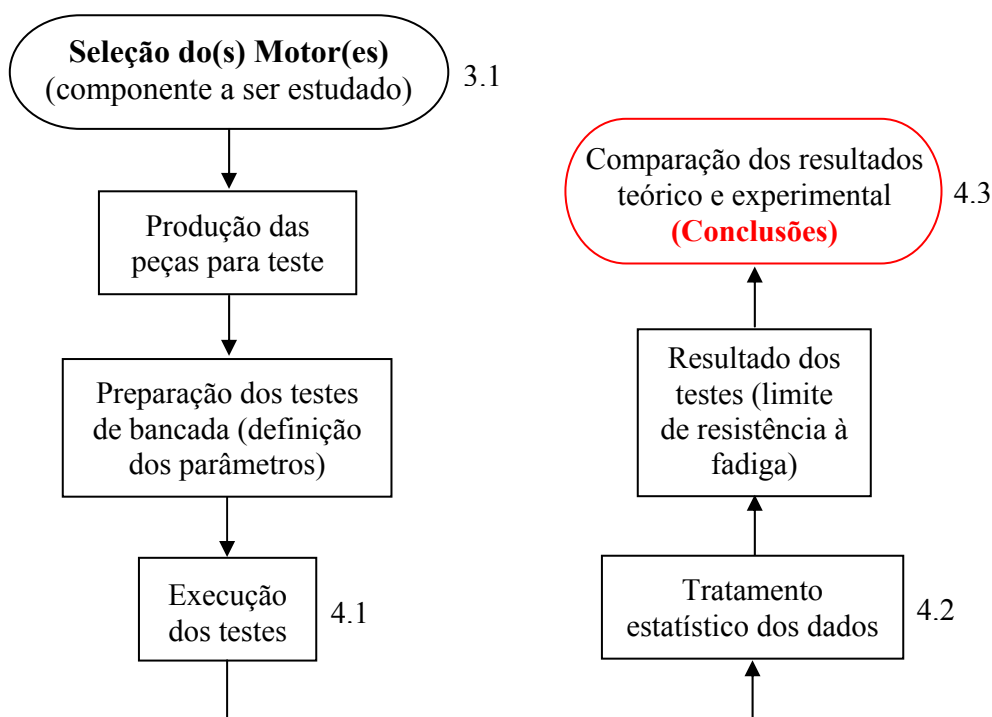 Seleção do(s) Motor(es)
(componente a ser estudado)
3.1
Produção das
peças para teste
Preparação dos testes
de bancada (definição
dos parâmetros)
Execução
dos testes
4.1
Comparação dos resultados
teórico e experimental
(Conclusões)
4.3
Resultado dos
testes (limite
de resistência à
fadiga)
Tratamento
estatístico dos dados
4.2